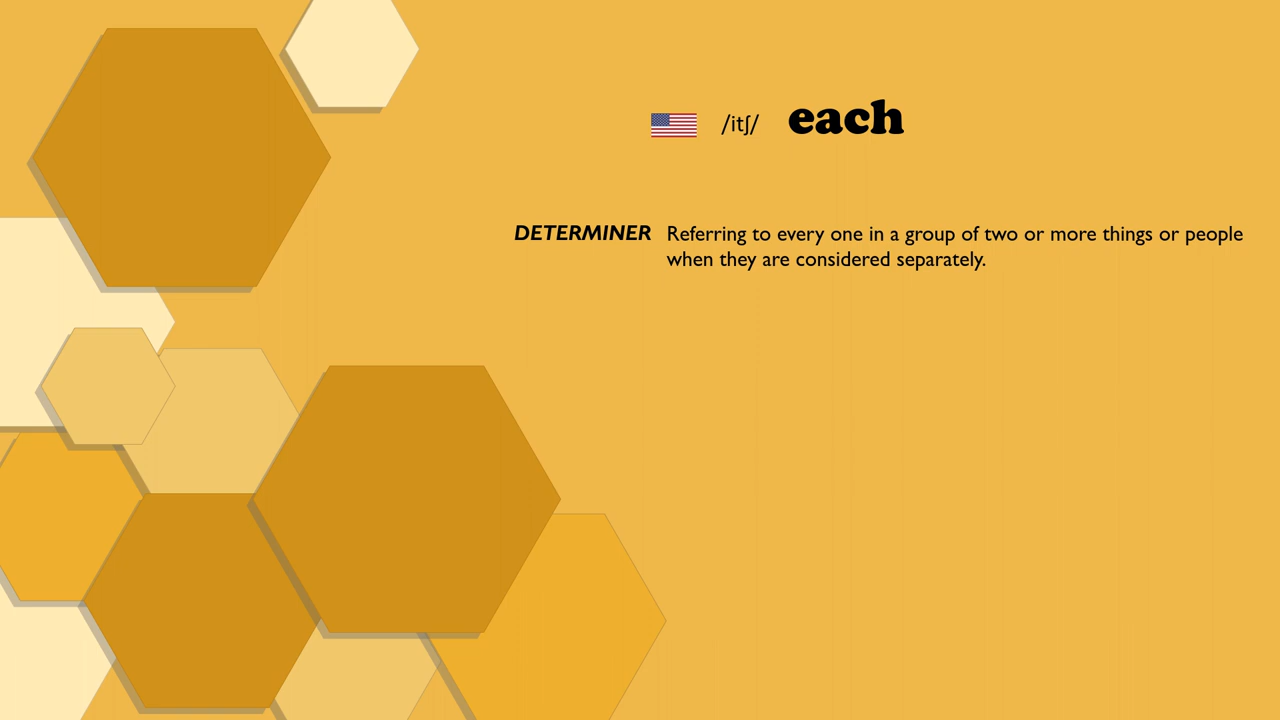 /itʃ/ each
DETERMINER Referring to every one in a group of two or more things or people
when they are considered separately.